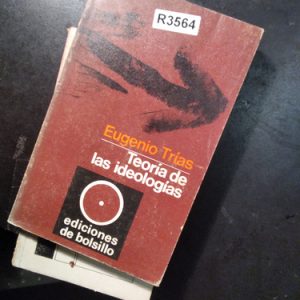 R3564
Eugenio Trías
Teoría de
las ideologías
ediciones
de bolsillo